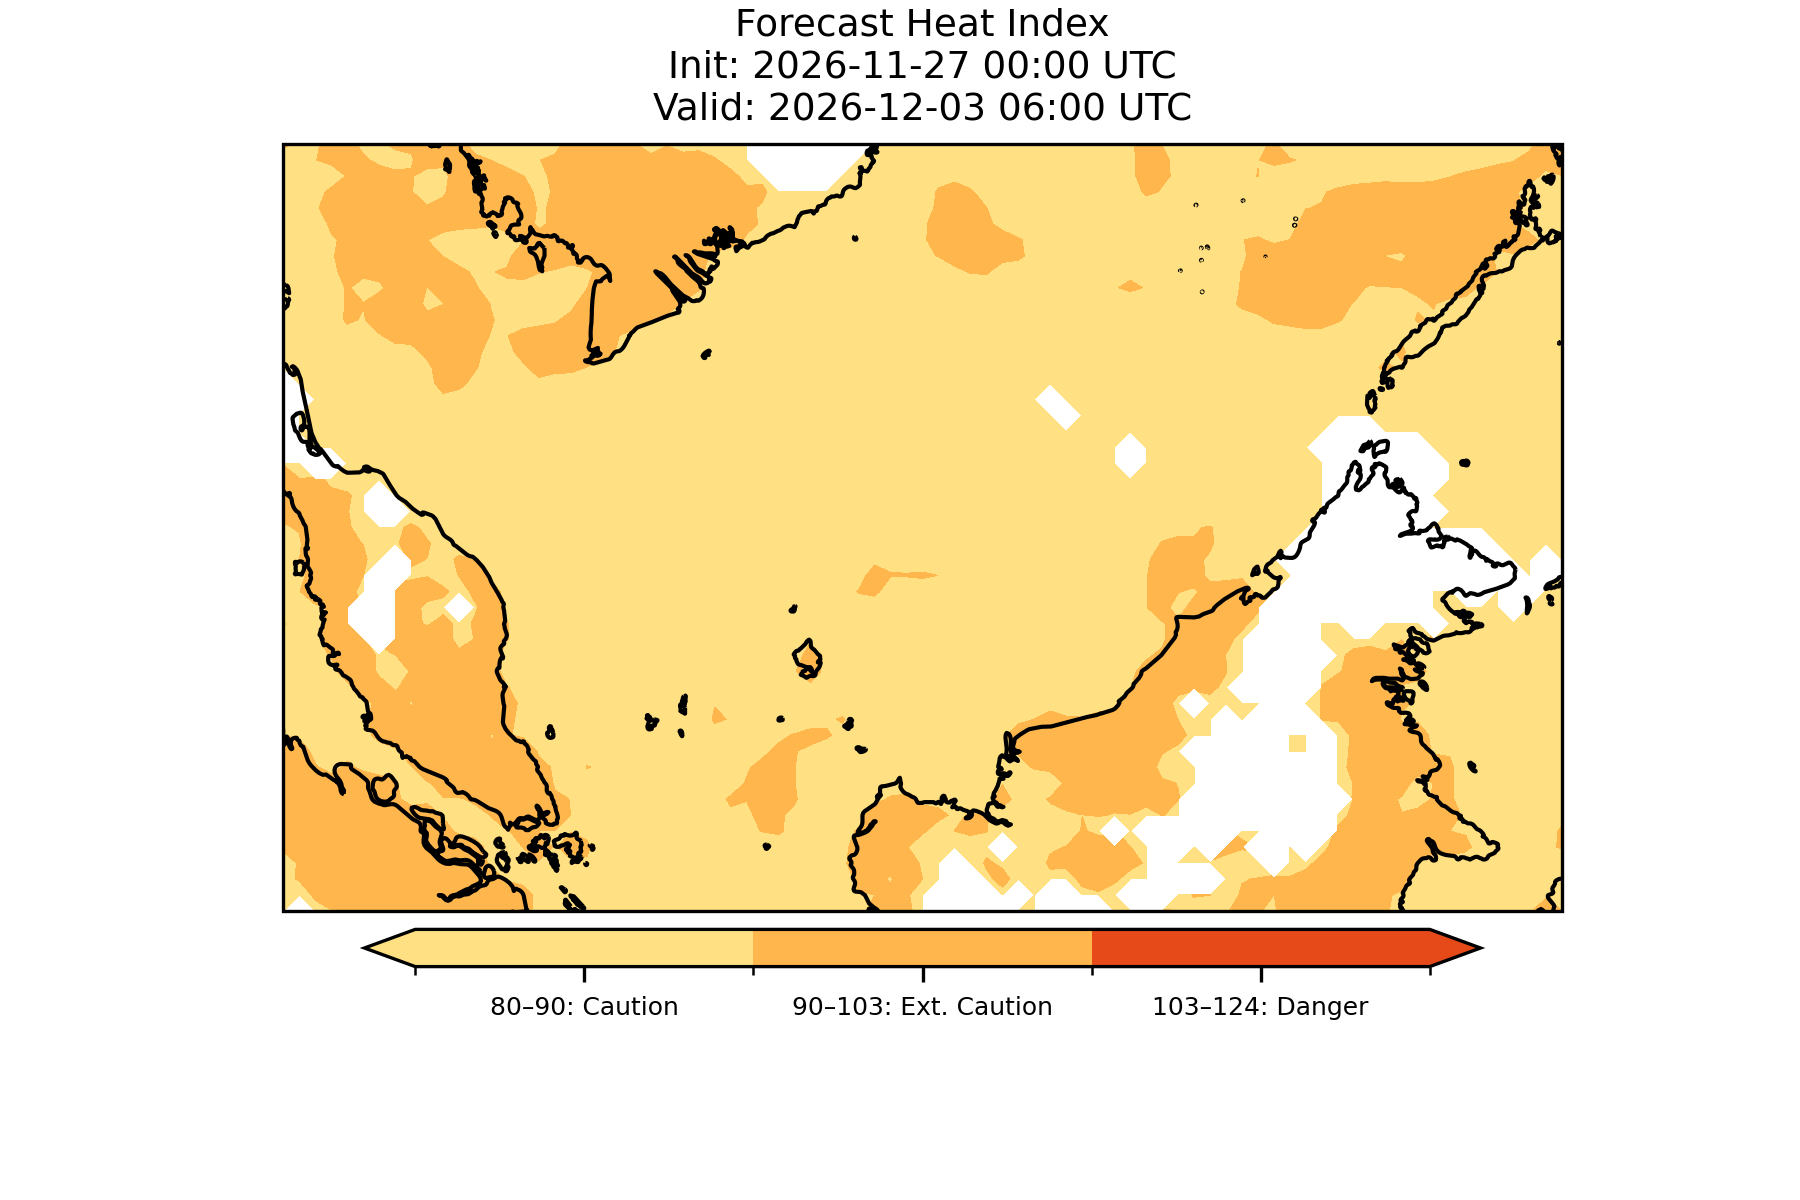 Forecast Heat Index
Init: 2026-11-27 00:00 UTC
Valid: 2026-12-03 06:00 UTC
80–90: Caution
90–103: Ext. Caution
103–124: Danger